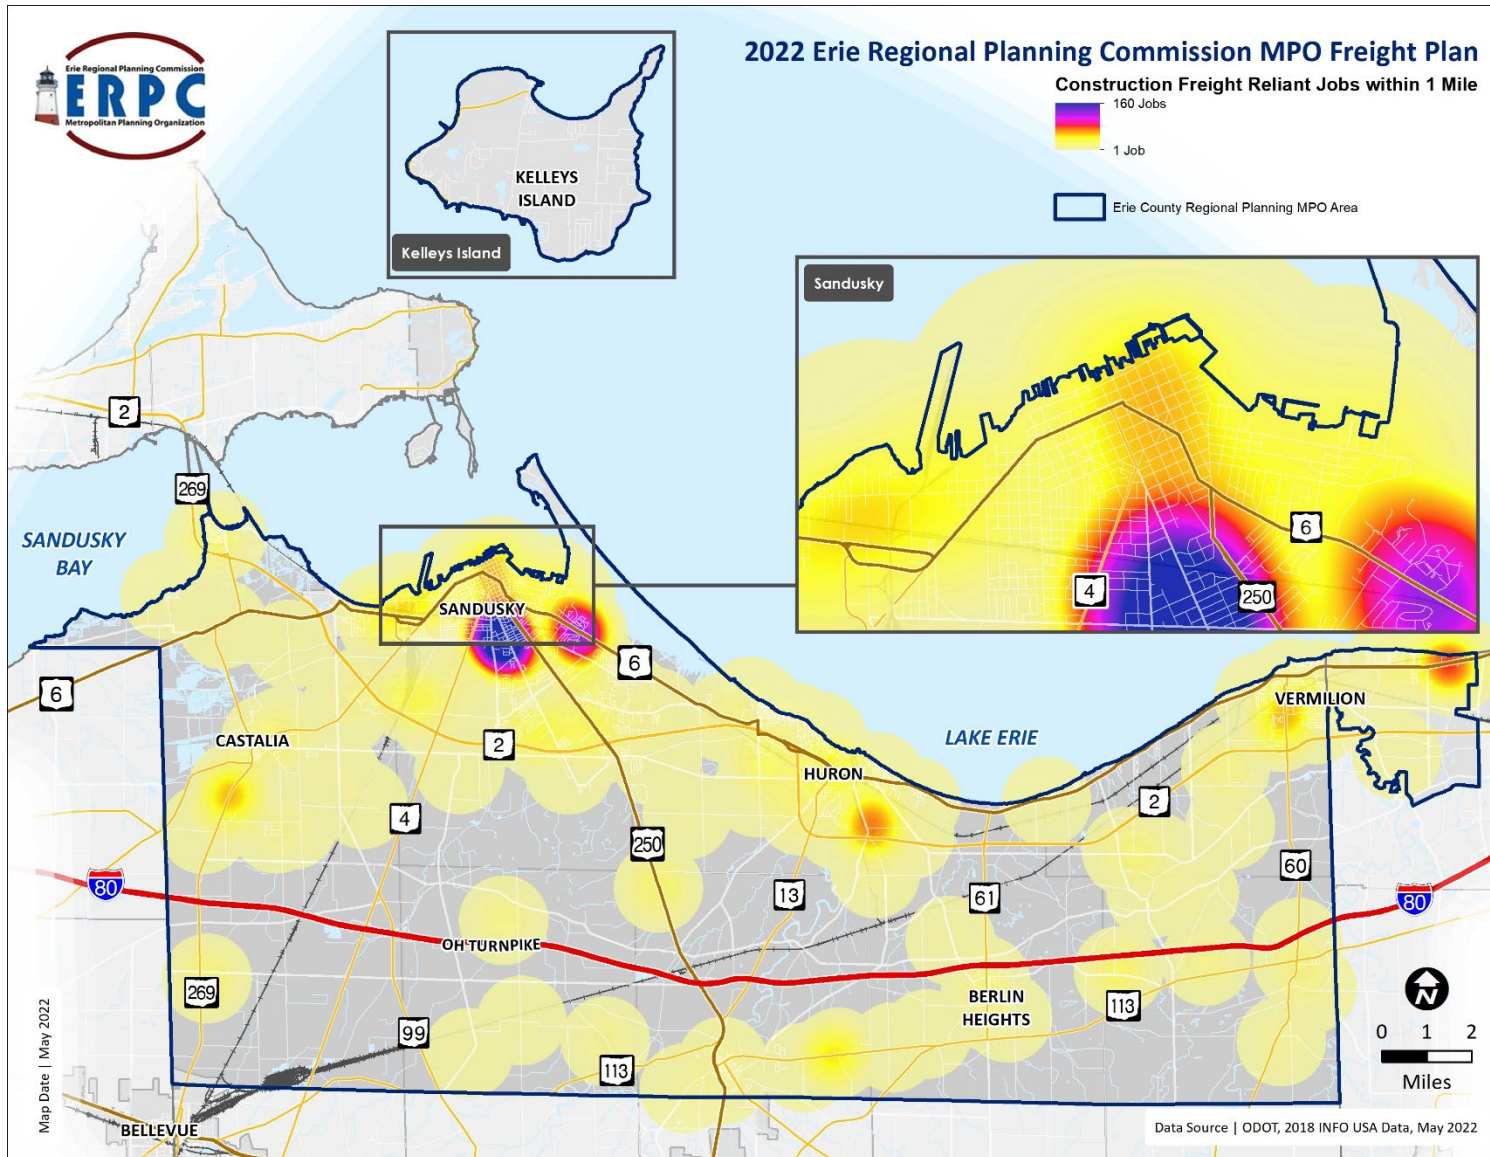 Erie Regional Planning Commission
ERPC
Metropolitan Planning Organization
2022 Erie Regional Planning Commission MPO Freight Plan
Construction Freight Reliant Jobs within 1 Mile
160 Jobs
1 Job
Erie County Regional Planning MPO Area
KELLEYS
ISLAND
Kelleys Island
Sandusky
6
4
250
2
269
SANDUSKY
BAY
SANDUSKY
6
6
VERMILION
CASTALIA
2
LAKE ERIE
HURON
2
4
250
60
80
13
61
80
OH TURNPIKE
269
BERLIN
HEIGHTS
113
99
113
BELLEVUE
N
0 1 2
Miles
Map Date | May 2022
Data Source | ODOT, 2018 INFO USA Data, May 2022